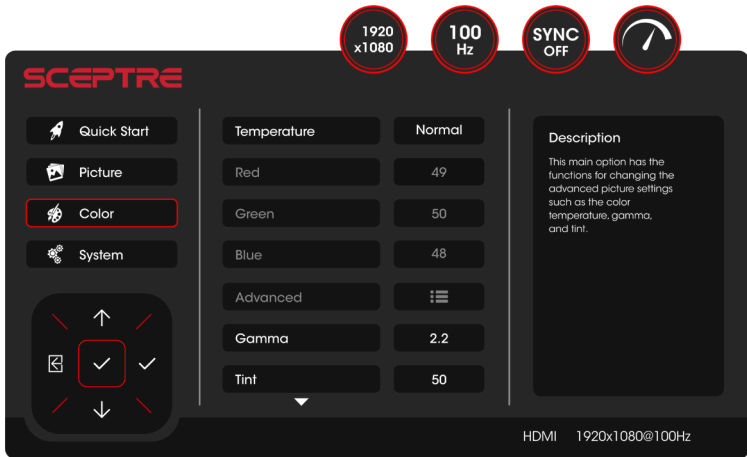 1920
x1080
100
Hz
SYNC
OFF
SCEPTRE
Quick Start
Picture
Color
System
Temperature Normal
Red 49
Green 50
Blue 48
Advanced
Gamma 2.2
Tint 50
Description
This main option has the
functions for changing the
advanced picture settings
such as the color
temperature, gamma,
and tint.
HDMI 1920x1080@100Hz